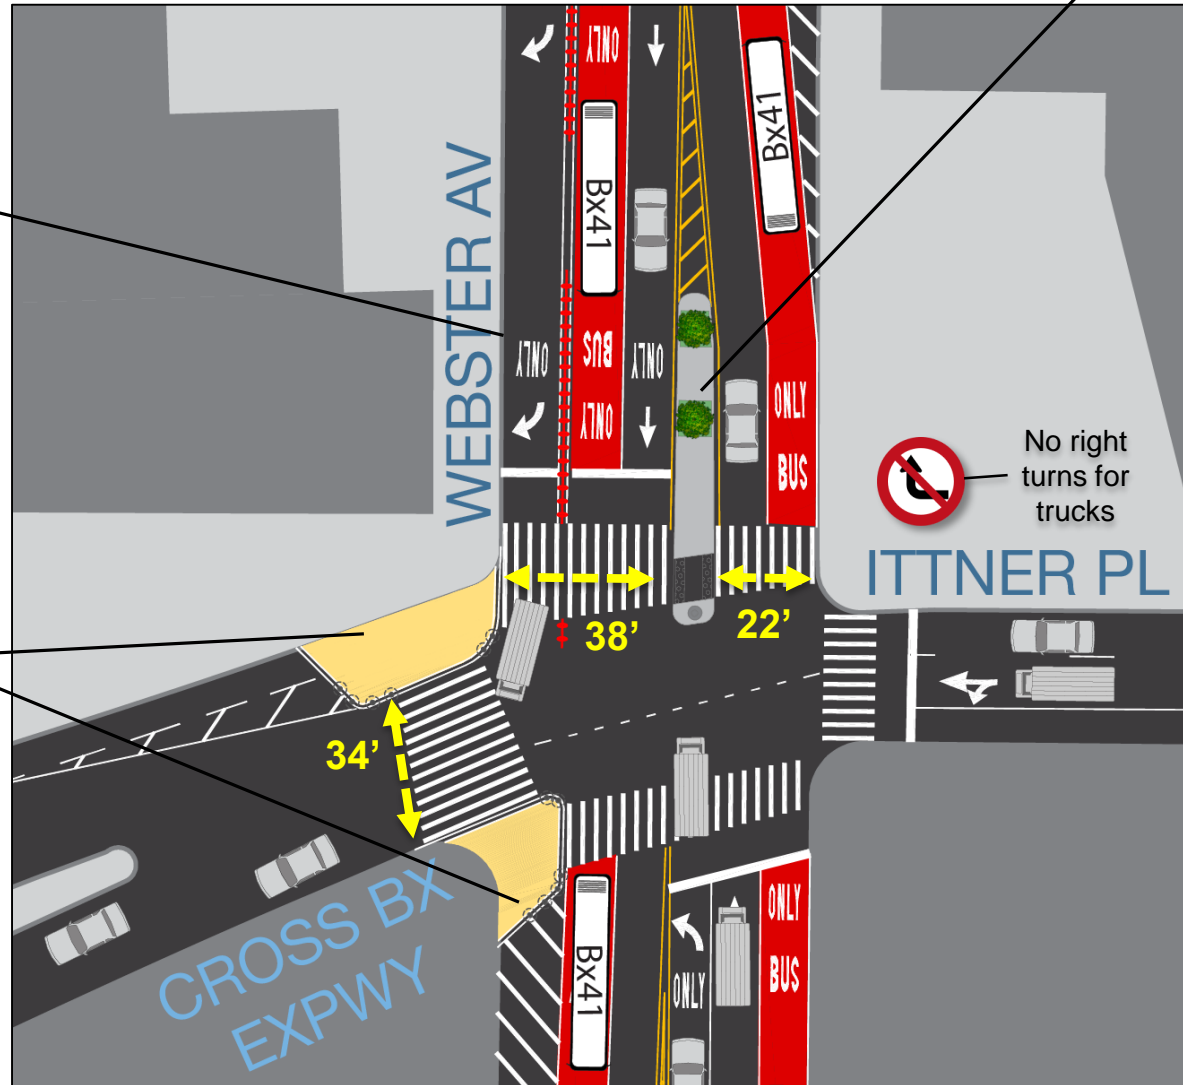 ONLY
Bx41
Bx41
WEBSTER AV
ONLY
BUS
ONLY
ONLY
ONLY
BUS
No right
turns for
trucks
ITTNER PL
38’
22’
34’
CROSS BX
EXPWY
Bx41
ONLY
ONLY
BUS